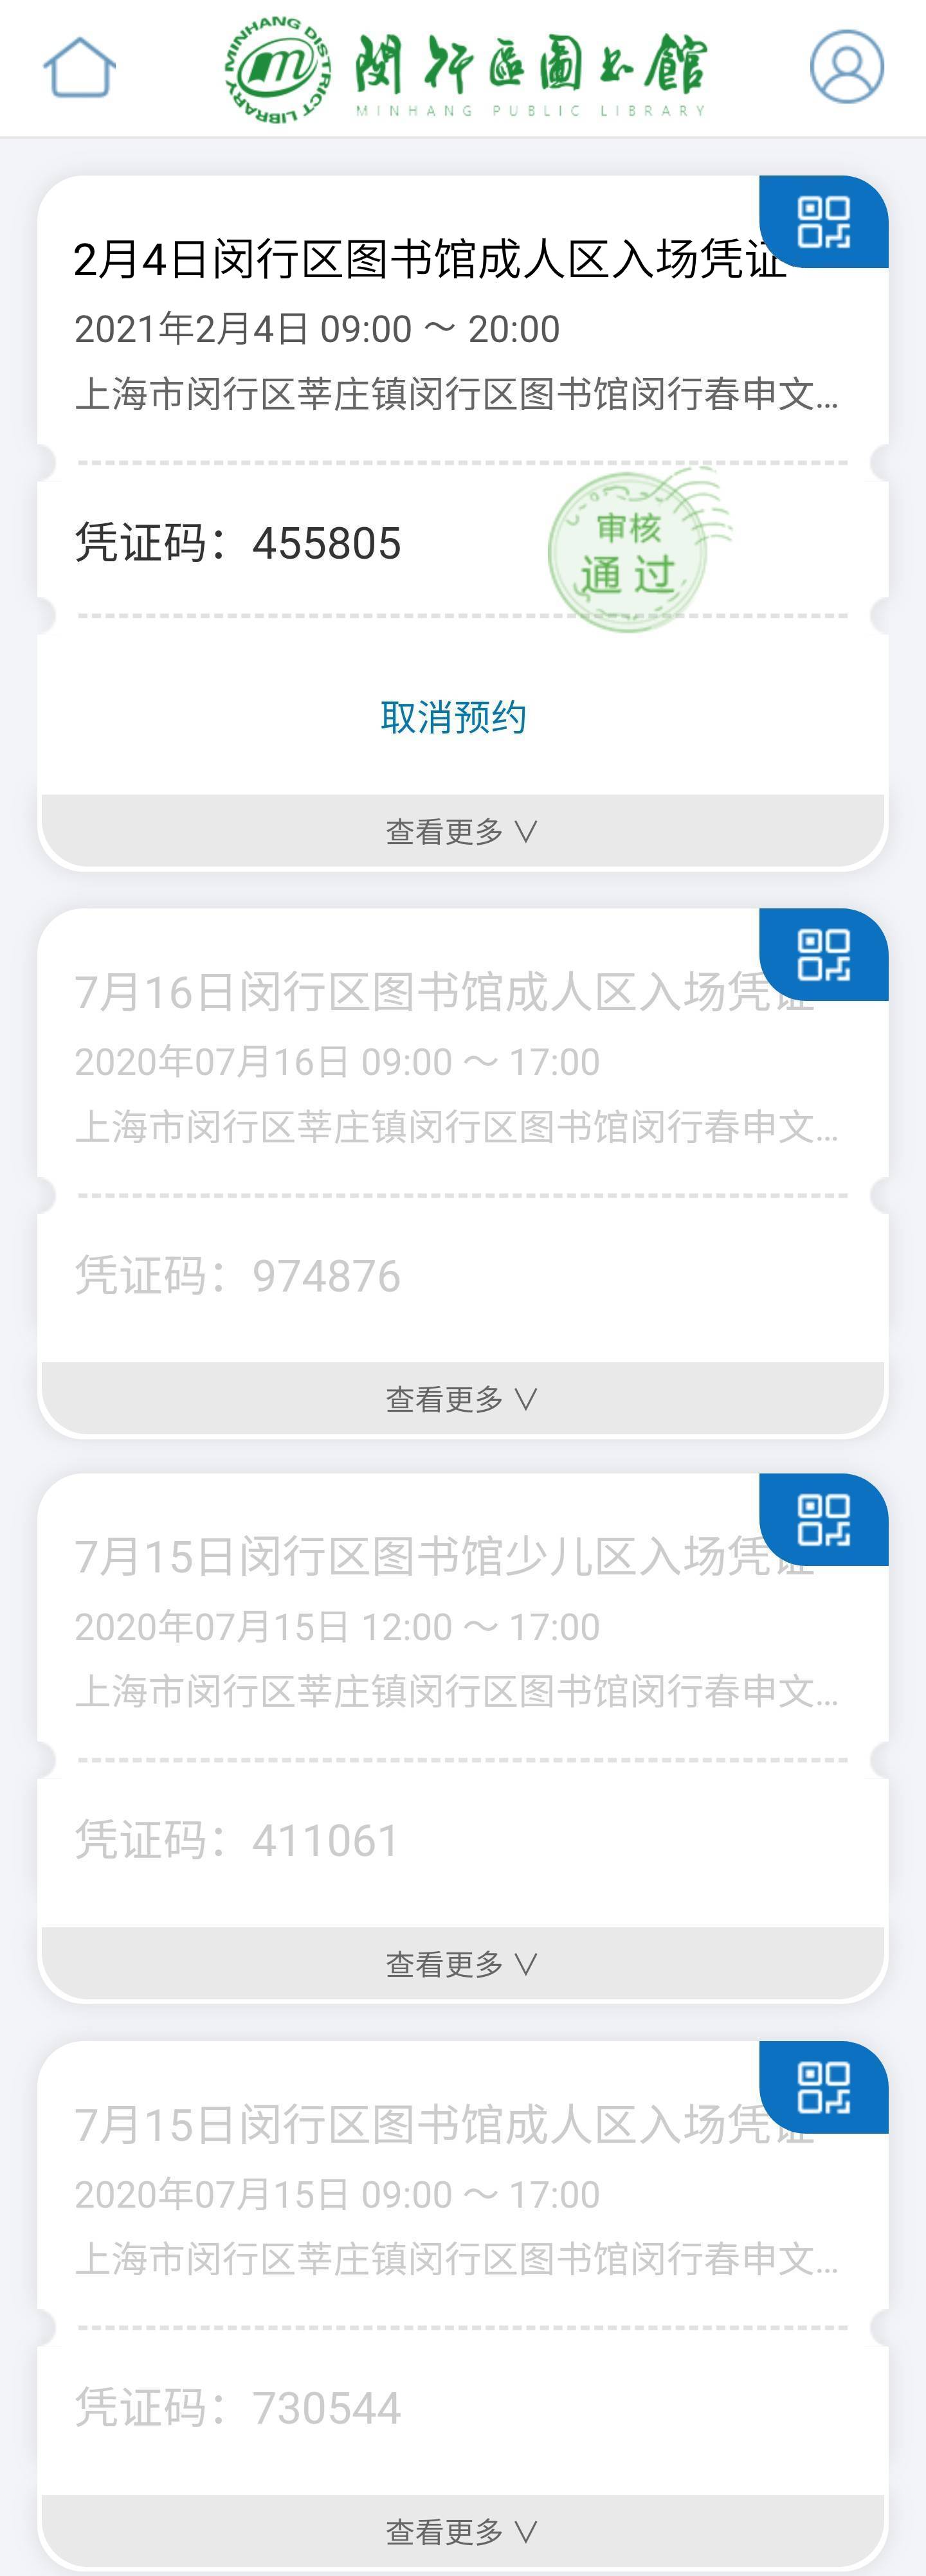 MINHANG DISTRICT LIBRARY
閔行區圖書館
MINHANG PUBLIC LIBRARY
2月4日闵行区图书馆成人区入场凭证
2021年2月4日 09:00 ～ 20:00
上海市闵行区莘庄镇闵行区图书馆闵行春申文...
凭证码：455805
审核
通过
取消预约
查看更多 ∨
7月16日闵行区图书馆成人区入场凭证
2020年07月16日 09:00 ～ 17:00
上海市闵行区莘庄镇闵行区图书馆闵行春申文...
凭证码：974876
查看更多 ∨
7月15日闵行区图书馆少儿区入场凭证
2020年07月15日 12:00 ～ 17:00
上海市闵行区莘庄镇闵行区图书馆闵行春申文...
凭证码：411061
查看更多 ∨
7月15日闵行区图书馆成人区入场凭证
2020年07月15日 09:00 ～ 17:00
上海市闵行区莘庄镇闵行区图书馆闵行春申文...
凭证码：730544
查看更多 ∨